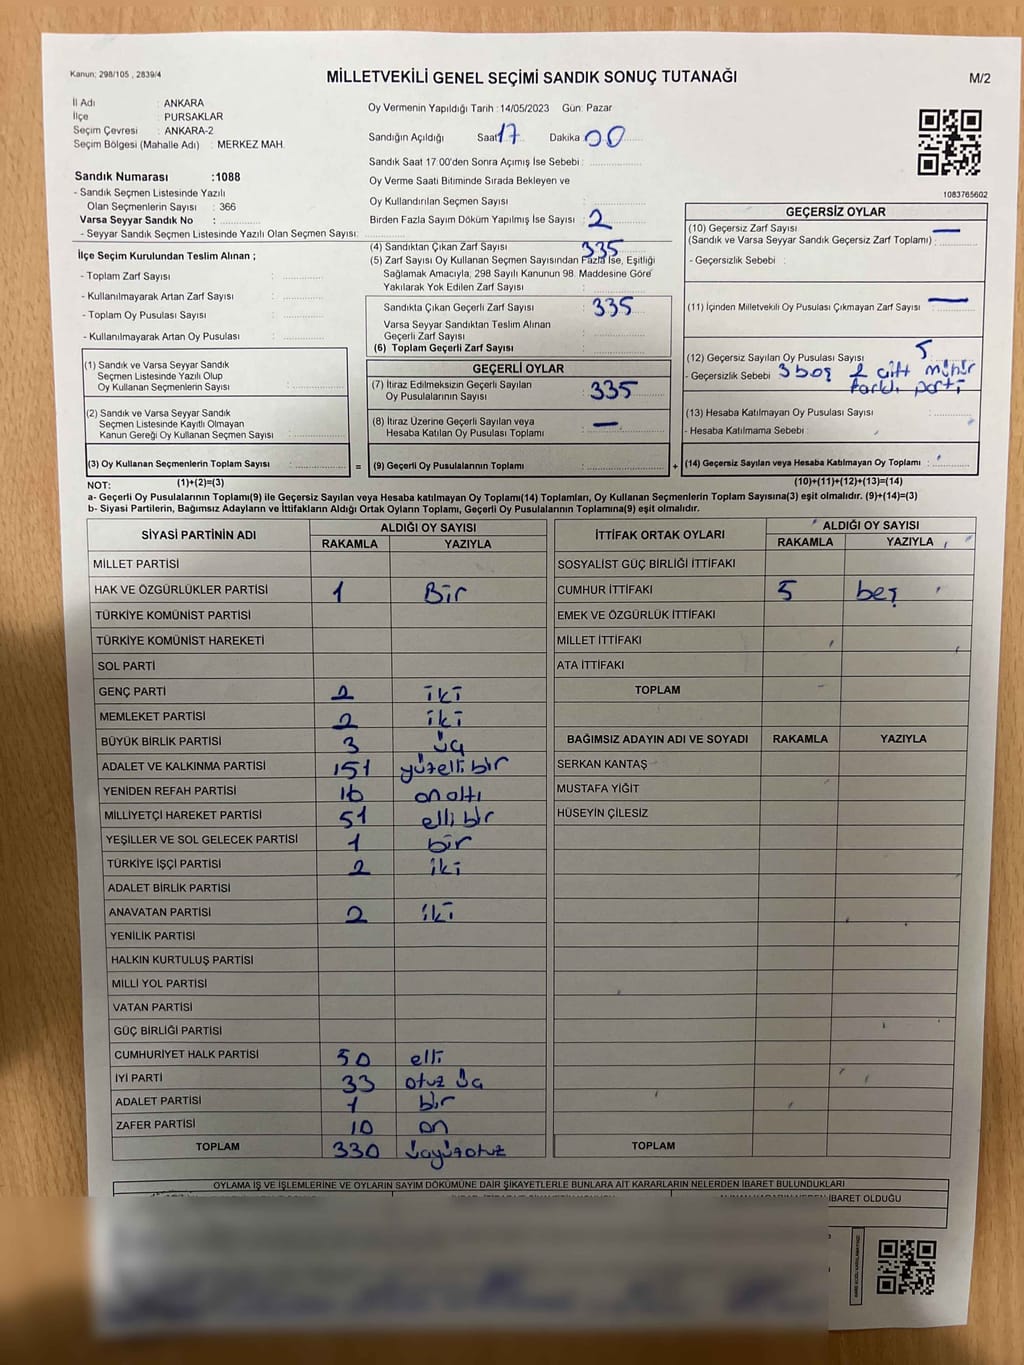 Kanun; 298/105 , 2839/4
MİLLETVEKİLİ GENEL SEÇİMİ SANDIK SONUÇ TUTANAĞI
M/2
İl Adı : ANKARA
İlçe : PURSAKLAR
Seçim Çevresi : ANKARA-2
Seçim Bölgesi (Mahalle Adı) : MERKEZ MAH.
Sandık Numarası :1088
- Sandık Seçmen Listesinde Yazılı
Olan Seçmenlerin Sayısı : 366
Varsa Seyyar Sandık No :
- Seyyar Sandık Seçmen Listesinde Yazılı Olan Seçmen Sayısı:
Oy Vermenin Yapıldığı Tarih :14/05/2023 Gün: Pazar
Sandığın Açıldığı Saat 17 Dakika 00
Sandık Saat 17 00'den Sonra Açımış İse Sebebi :
Oy Verme Saati Bitiminde Sırada Bekleyen ve
Oy Kullandırılan Seçmen Sayısı :
Birden Fazla Sayım Döküm Yapılmış İse Sayısı : 2
1083765602
İlçe Seçim Kurulundan Teslim Alınan ;
- Toplam Zarf Sayısı :
- Kullanılmayarak Artan Zarf Sayısı :
- Toplam Oy Pusulası Sayısı :
- Kullanılmayarak Artan Oy Pusulası :
(1) Sandık ve Varsa Seyyar Sandık
Seçmen Listesinde Yazılı Olup
Oy Kullanan Seçmenlerin Sayısı :
(2) Sandık ve Varsa Seyyar Sandık
Seçmen Listesinde Kayıtlı Olmayan
Kanun Gereği Oy Kullanan Seçmen Sayısı :
(3) Oy Kullanan Seçmenlerin Toplam Sayısı :
(4) Sandıktan Çıkan Zarf Sayısı : 335
(5) Zarf Sayısı Oy Kullanan Seçmen Sayısından Fazla İse, Eşitliği
Sağlamak Amacıyla; 298 Sayılı Kanunun 98. Maddesine Göre
Yakılarak Yok Edilen Zarf Sayısı :
Sandıkta Çıkan Geçerli Zarf Sayısı : 335
Varsa Seyyar Sandıktan Teslim Alınan
Geçerli Zarf Sayısı :
(6) Toplam Geçerli Zarf Sayısı :
GEÇERLİ OYLAR
(7) İtiraz Edilmeksizin Geçerli Sayılan
Oy Pusulalarının Sayısı : 335
(8) İtiraz Üzerine Geçerli Sayılan veya
Hesaba Katılan Oy Pusulası Toplamı : —
= (9) Geçerli Oy Pusulalarının Toplamı :
GEÇERSİZ OYLAR
(10) Geçersiz Zarf Sayısı —
(Sandık ve Varsa Seyyar Sandık Geçersiz Zarf Toplamı) :
- Geçersizlik Sebebi :
(11) İçinden Milletvekili Oy Pusulası Çıkmayan Zarf Sayısı —
(12) Geçersiz Sayılan Oy Pusulası Sayısı : 5
- Geçersizlik Sebebi 3 boş 2 çift mühür
farklı parti
(13) Hesaba Katılmayan Oy Pusulası Sayısı :
- Hesaba Katılmama Sebebi :
+ (14) Geçersiz Sayılan veya Hesaba Katılmayan Oy Toplamı :
NOT: (1)+(2)=(3)
(10)+(11)+(12)+(13)=(14)
a- Geçerli Oy Pusulalarının Toplamı(9) ile Geçersiz Sayılan veya Hesaba katılmayan Oy Toplamı(14) Toplamları, Oy Kullanan Seçmenlerin Toplam Sayısına(3) eşit olmalıdır. (9)+(14)=(3)
b- Siyasi Partilerin, Bağımsız Adayların ve İttifakların Aldığı Ortak Oyların Toplamı, Geçerli Oy Pusulalarının Toplamına(9) eşit olmalıdır.
SİYASİ PARTİNİN ADI ALDIĞI OY SAYISI
RAKAMLA YAZIYLA
MİLLET PARTİSİ
HAK VE ÖZGÜRLÜKLER PARTİSİ 1 Bir
TÜRKİYE KOMÜNİST PARTİSİ
TÜRKİYE KOMÜNİST HAREKETİ
SOL PARTİ
GENÇ PARTİ 2 iki
MEMLEKET PARTİSİ 2 iki
BÜYÜK BİRLİK PARTİSİ 3 üç
ADALET VE KALKINMA PARTİSİ 151 yüzelli bir
YENİDEN REFAH PARTİSİ 16 on altı
MİLLİYETÇİ HAREKET PARTİSİ 51 elli bir
YEŞİLLER VE SOL GELECEK PARTİSİ 1 bir
TÜRKİYE İŞÇİ PARTİSİ 2 iki
ADALET BİRLİK PARTİSİ
ANAVATAN PARTİSİ 2 iki
YENİLİK PARTİSİ
HALKIN KURTULUŞ PARTİSİ
MİLLİ YOL PARTİSİ
VATAN PARTİSİ
GÜÇ BİRLİĞİ PARTİSİ
CUMHURİYET HALK PARTİSİ 50 elli
İYİ PARTİ 33 otuz üç
ADALET PARTİSİ 1 bir
ZAFER PARTİSİ 10 on
TOPLAM 330 üçyüzotuz
İTTİFAK ORTAK OYLARI ALDIĞI OY SAYISI
RAKAMLA YAZIYLA
SOSYALİST GÜÇ BİRLİĞİ İTTİFAKI
CUMHUR İTTİFAKI 5 beş
EMEK VE ÖZGÜRLÜK İTTİFAKI
MİLLET İTTİFAKI
ATA İTTİFAKI
TOPLAM
BAĞIMSIZ ADAYIN ADI VE SOYADI RAKAMLA YAZIYLA
SERKAN KANTAŞ
MUSTAFA YİĞİT
HÜSEYİN ÇİLESİZ
TOPLAM
OYLAMA İŞ VE İŞLEMLERİNE VE OYLARIN SAYIM DÖKÜMÜNE DAİR ŞİKAYETLERLE BUNLARA AİT KARARLARIN NELERDEN İBARET BULUNDUKLARI
İBARET OLDUĞU